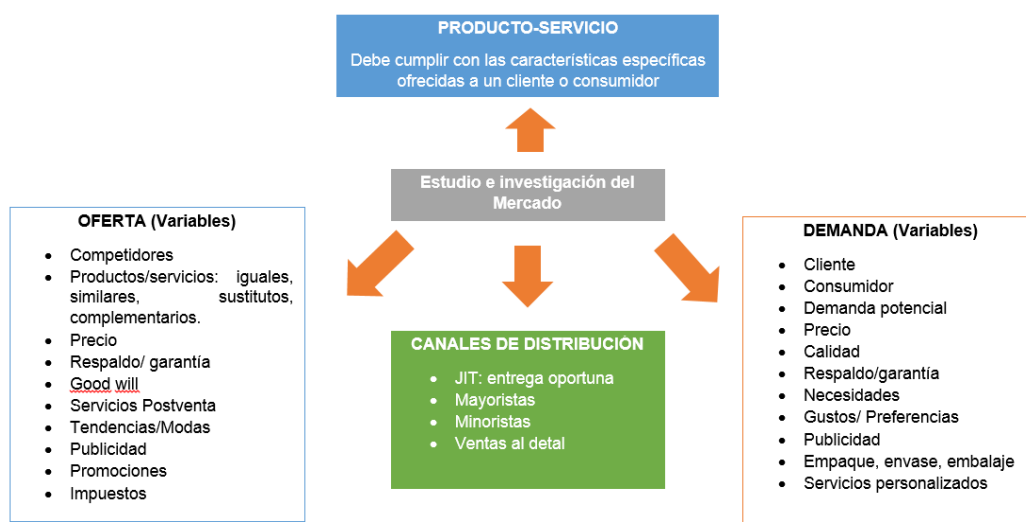 PRODUCTO-SERVICIO
Debe cumplir con las características específicas
ofrecidas a un cliente o consumidor
Estudio e investigación del
Mercado
OFERTA (Variables)
• Competidores
• Productos/servicios: iguales,
similares, sustitutos,
complementarios.
• Precio
• Respaldo/ garantía
• Good will
• Servicios Postventa
• Tendencias/Modas
• Publicidad
• Promociones
• Impuestos
CANALES DE DISTRIBUCIÓN
• JIT: entrega oportuna
• Mayoristas
• Minoristas
• Ventas al detal
DEMANDA (Variables)
• Cliente
• Consumidor
• Demanda potencial
• Precio
• Calidad
• Respaldo/garantía
• Necesidades
• Gustos/ Preferencias
• Publicidad
• Empaque, envase, embalaje
• Servicios personalizados